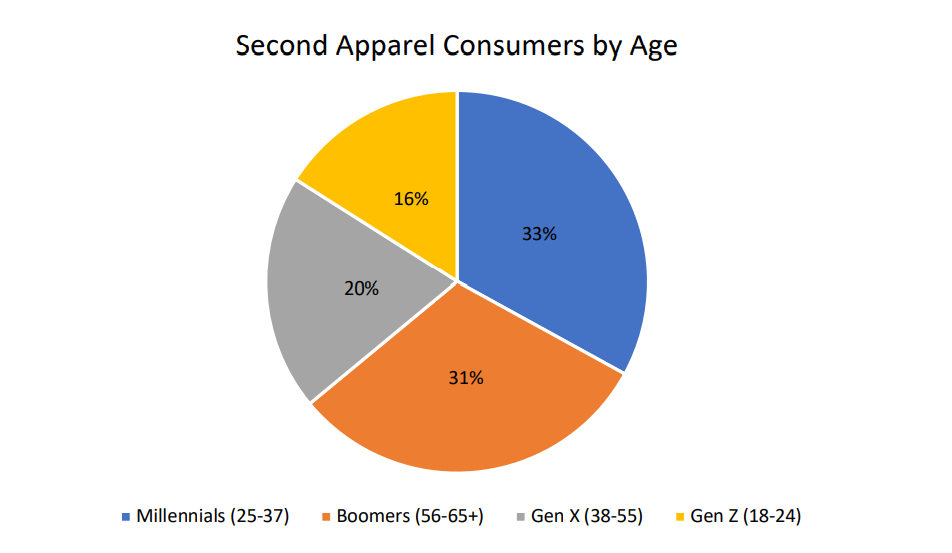 Second Apparel Consumers by Age
16%
33%
20%
31%
Millennials (25-37) Boomers (56-65+) Gen X (38-55) Gen Z (18-24)